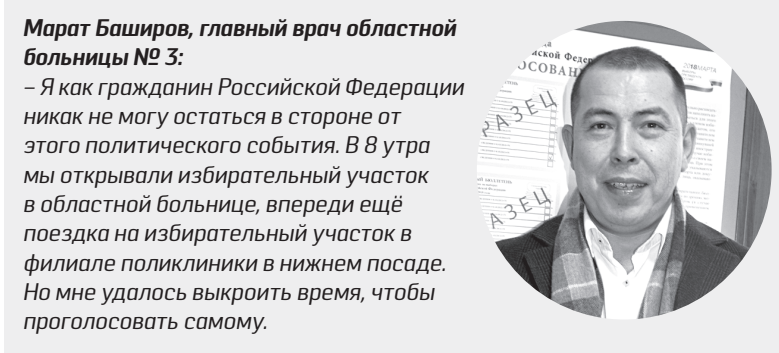 Марат Баширов, главный врач областной
больницы № 3:
– Я как гражданин Российской Федерации
никак не могу остаться в стороне от
этого политического события. В 8 утра
мы открывали избирательный участок
в областной больнице, впереди ещё
поездка на избирательный участок в
филиале поликлиники в нижнем посаде.
Но мне удалось выкроить время, чтобы
проголосовать самому.
РАЗЕЦ
АЗЕЦ